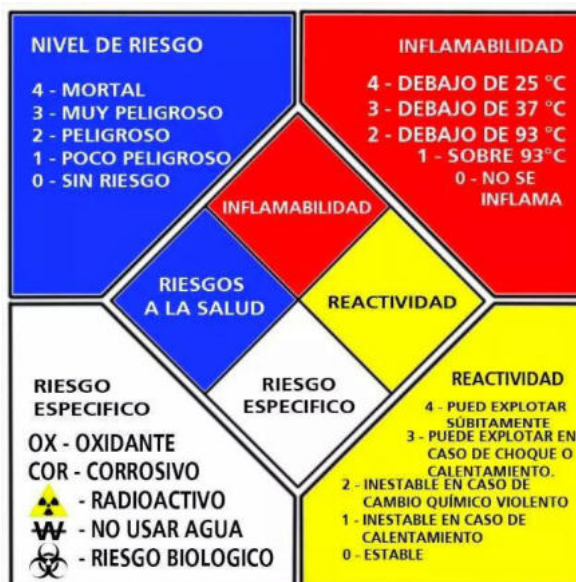 NIVEL DE RIESGO
4 - MORTAL
3 - MUY PELIGROSO
2 - PELIGROSO
1 - POCO PELIGROSO
0 - SIN RIESGO
INFLAMABILIDAD
4 - DEBAJO DE 25 °C
3 - DEBAJO DE 37 °C
2 - DEBAJO DE 93 °C
1 - SOBRE 93°C
0 - NO SE
INFLAMA
INFLAMABILIDAD
RIESGOS
A LA SALUD
REACTIVIDAD
RIESGO
ESPECIFICO
RIESGO
ESPECIFICO
OX - OXIDANTE
COR - CORROSIVO
- RADIOACTIVO
W - NO USAR AGUA
- RIESGO BIOLOGICO
REACTIVIDAD
4 - PUED EXPLOTAR
SÚBITAMENTE
3 - PUEDE EXPLOTAR EN
CASO DE CHOQUE O
CALENTAMIENTO.
2 - INESTABLE EN CASO DE
CAMBIO QUÍMICO VIOLENTO
1 - INESTABLE EN CASO DE
CALENTAMIENTO
0 - ESTABLE